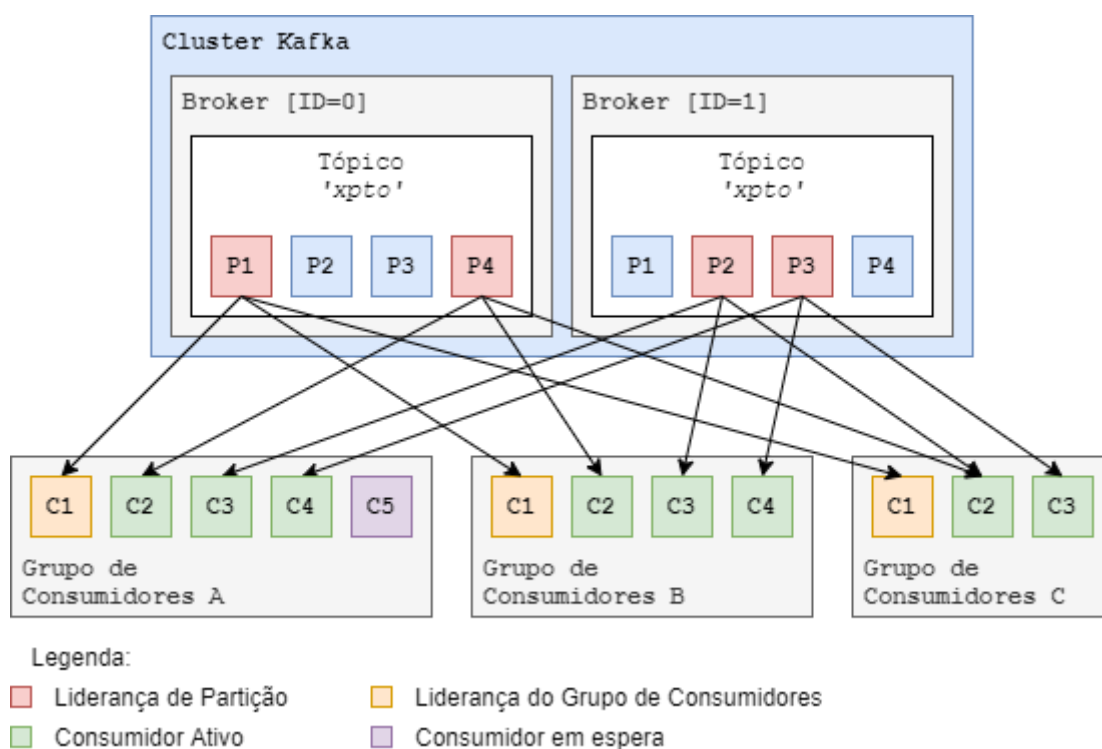 Cluster Kafka
Broker [ID=0]
Tópico
'xpto'
P1 P2 P3 P4
Broker [ID=1]
Tópico
'xpto'
P1 P2 P3 P4
C1 C2 C3 C4 C5
Grupo de
Consumidores A
C1 C2 C3 C4
Grupo de
Consumidores B
C1 C2 C3
Grupo de
Consumidores C
Legenda:
Liderança de Partição
Liderança do Grupo de Consumidores
Consumidor Ativo
Consumidor em espera